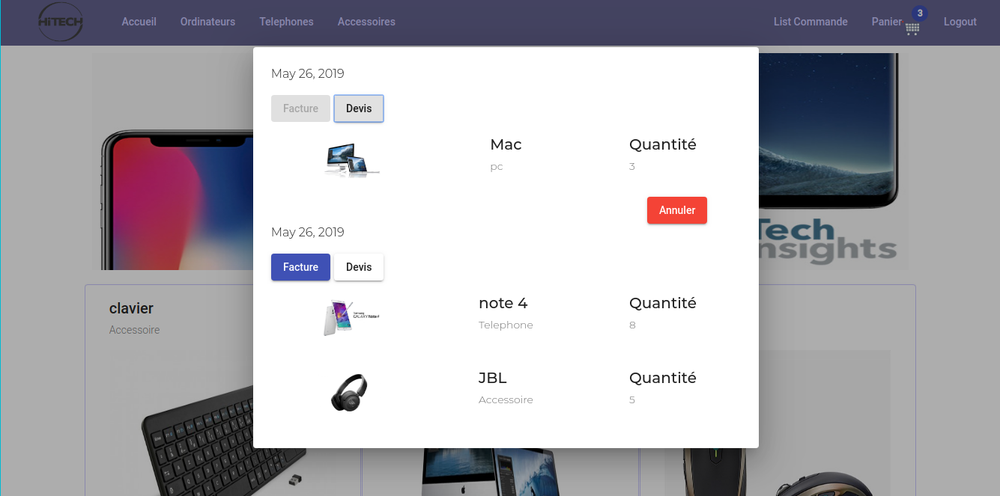 HiTECH Accueil Ordinateurs Telephones Accessoires List Commande Panier 3 Logout
May 26, 2019
Facture Devis
Mac Quantité
pc 3
Annuler
May 26, 2019
Facture Devis
note 4 Quantité
Telephone 8
JBL Quantité
Accessoire 5
Tech
nsights
clavier
Accessoire